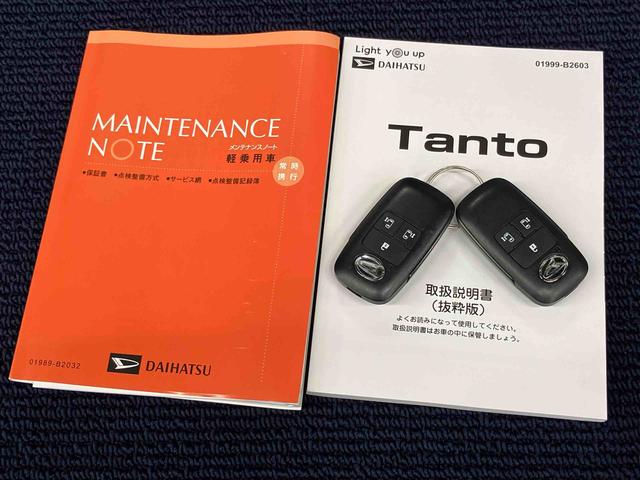 MAINTENANCE
NOTE
メンテナンスノート
軽乗用車
常時
携行
•保証書 •点検整備方式 •サービス網 •点検整備記録簿
01989-B2032
DAIHATSU
Light you up
DAIHATSU
01999-B2603
Tanto
取扱説明書
（抜粋版）
よくお読みになって使用してください。
取扱説明書はお車の中に保管しましょう。